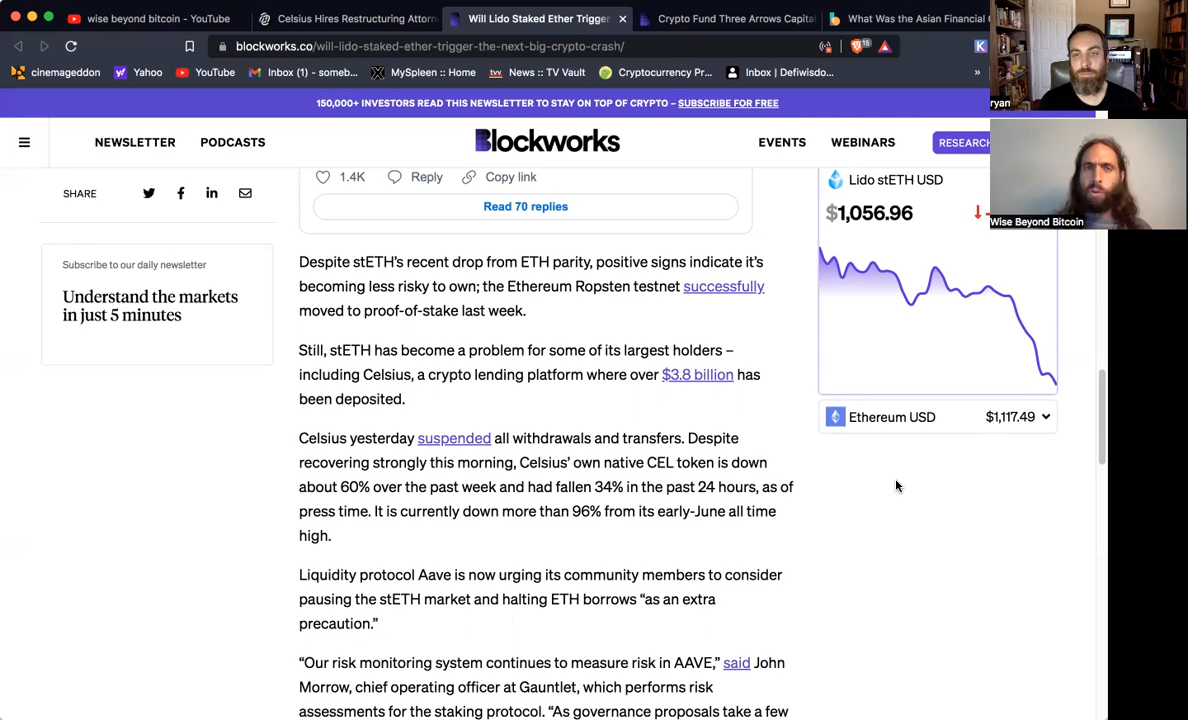 wise beyond bitcoin - YouTube
Celsius Hires Restructuring Attor
Will Lido Staked Ether Trigger
Crypto Fund Three Arrows Capital
What Was the Asian Financial C
blockworks.co/will-lido-staked-ether-trigger-the-next-big-crypto-crash/
15
K
cinemageddon
Yahoo
YouTube
Inbox (1) - someb...
MySpleen :: Home
tvv
News :: TV Vault
Cryptocurrency Pr...
Inbox | Defiwisdo...
»
ryan
150,000+ INVESTORS READ THIS NEWSLETTER TO STAY ON TOP OF CRYPTO – SUBSCRIBE FOR FREE
NEWSLETTER
PODCASTS
Blockworks
EVENTS
WEBINARS
RESEARCH
SHARE
1.4K
Reply
Copy link
Read 70 replies
Lido stETH USD
$1,056.96
Wise Beyond Bitcoin
Subscribe to our daily newsletter
Understand the markets
in just 5 minutes
Despite stETH’s recent drop from ETH parity, positive signs indicate it’s
becoming less risky to own; the Ethereum Ropsten testnet successfully
moved to proof-of-stake last week.
Still, stETH has become a problem for some of its largest holders –
including Celsius, a crypto lending platform where over $3.8 billion has
been deposited.
Ethereum USD
$1,117.49
Celsius yesterday suspended all withdrawals and transfers. Despite
recovering strongly this morning, Celsius’ own native CEL token is down
about 60% over the past week and had fallen 34% in the past 24 hours, as of
press time. It is currently down more than 96% from its early-June all time
high.
Liquidity protocol Aave is now urging its community members to consider
pausing the stETH market and halting ETH borrows “as an extra
precaution.”
“Our risk monitoring system continues to measure risk in AAVE,” said John
Morrow, chief operating officer at Gauntlet, which performs risk
assessments for the staking protocol. “As governance proposals take a few